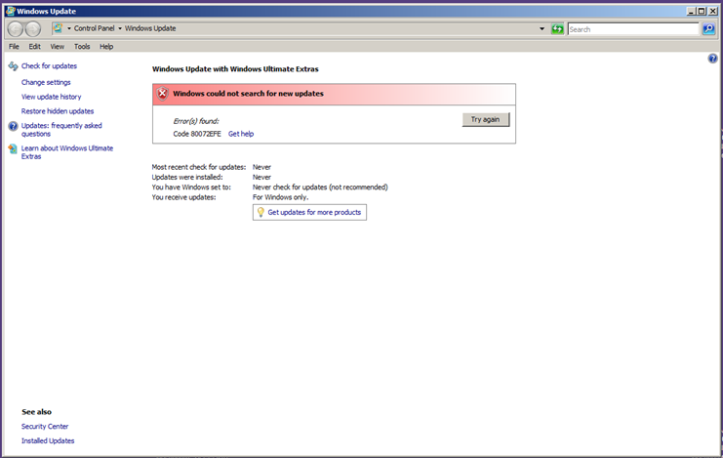 Windows Update
Control Panel
Windows Update
Search
File Edit View Tools Help
Check for updates
Change settings
View update history
Restore hidden updates
Updates: frequently asked
questions
Learn about Windows Ultimate
Extras
Windows Update with Windows Ultimate Extras
Windows could not search for new updates
Error(s) found:
Code 80072EFE Get help
Try again
Most recent check for updates: Never
Updates were installed: Never
You have Windows set to: Never check for updates (not recommended)
You receive updates: For Windows only.
Get updates for more products
See also
Security Center
Installed Updates